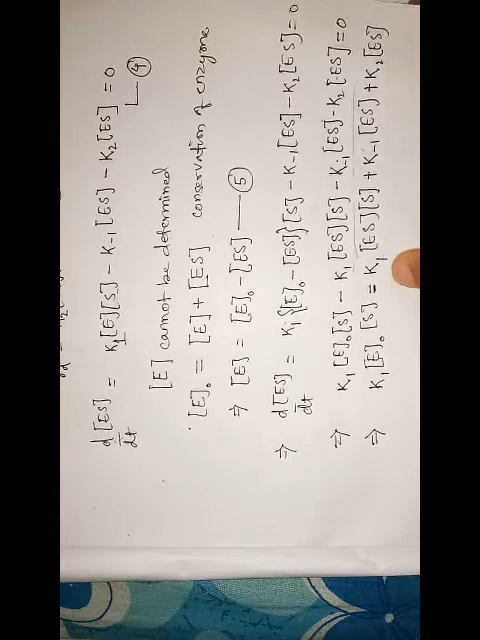 d[ES]/dt = K1[E][S] - K-1[ES] - K2[ES] = 0
④
[E] cannot be determined
[E]0 = [E] + [ES] conservation of enzyme
⇒ [E] = [E]0 - [ES] — ⑤
⇒ d[ES]/dt = K1{[E]0 - [ES]}[S] - K-1[ES] - K2[ES] = 0
⇒ K1[E]0[S] - K1[ES][S] - K-1[ES] - K2[ES] = 0
⇒ K1[E]0[S] = K1[ES][S] + K-1[ES] + K2[ES]